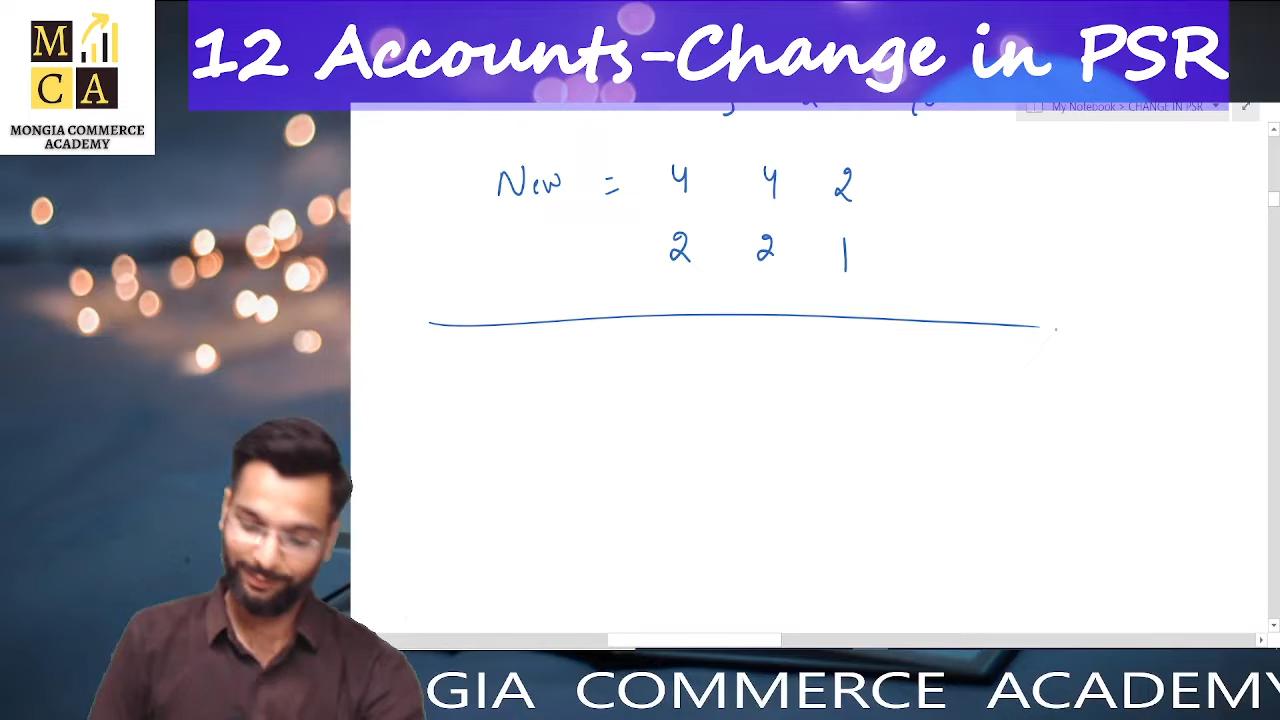 12 Accounts-Change in PSR
M
C A
MONGIA COMMERCE
ACADEMY
My Notebook > CHANGE IN PSR
New = 4 4 2
2 2 1
GIA COMMERCE ACADEMY